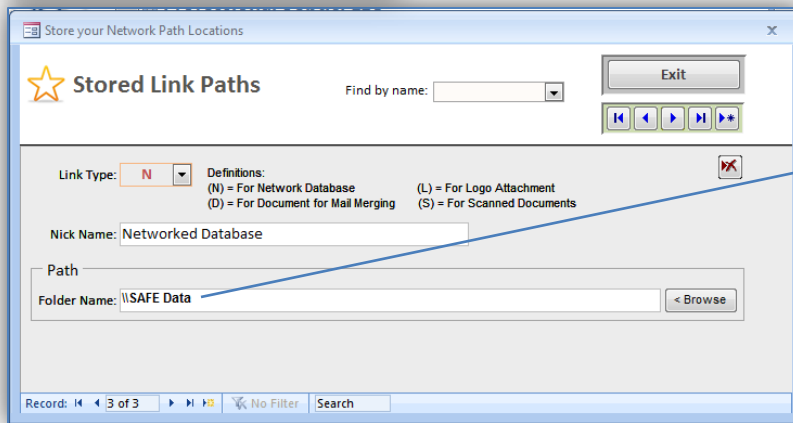 Store your Network Path Locations
x
Stored Link Paths
Find by name:
Exit
Link Type: N
Definitions:
(N) = For Network Database (L) = For Logo Attachment
(D) = For Document for Mail Merging (S) = For Scanned Documents
Nick Name: Networked Database
Path
Folder Name: \\SAFE Data < Browse
Record: 3 of 3 No Filter Search